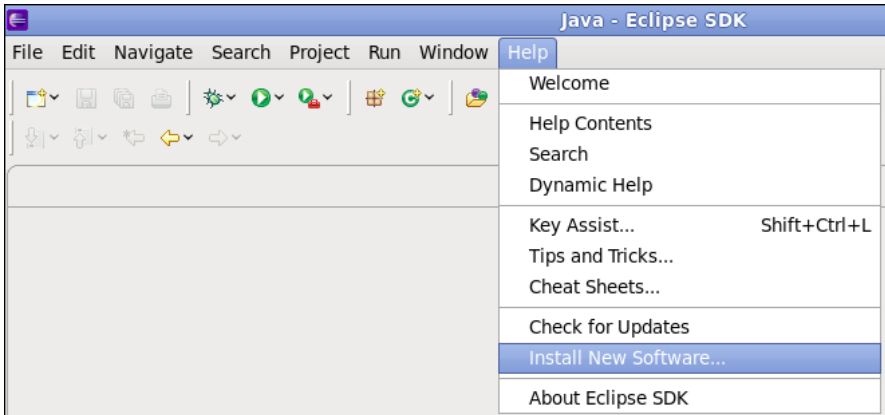 Java - Eclipse SDK
File Edit Navigate Search Project Run Window Help
Welcome
Help Contents
Search
Dynamic Help
Key Assist... Shift+Ctrl+L
Tips and Tricks...
Cheat Sheets...
Check for Updates
Install New Software...
About Eclipse SDK